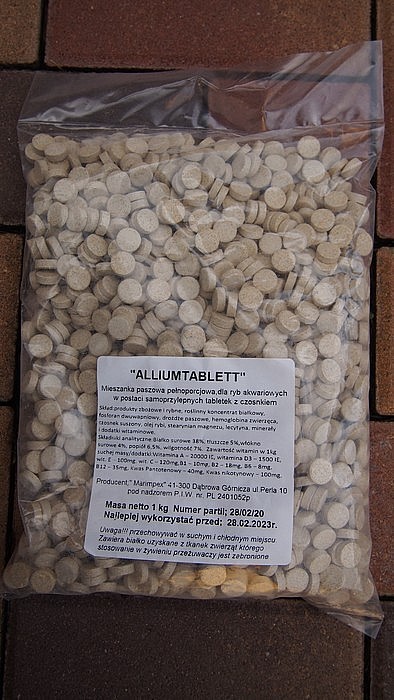 "ALLIUMTABLETT"
Mieszanka paszowa pełnoporcjowa,dla ryb akwariowych
w postaci samoprzylepnych tabletek z czosnkiem
Skład produkty zbożowe i rybne, roślinny koncentrat białkowy,
fosforan dwuwapniowy, drożdże paszowe, hemoglobina zwierzęca,
czosnek suszony, olej rybi, stearynian magnezu, lecytyna, minerały
i dodatki witaminowe.
Składniki analityczne.Białko surowe 38%, tłuszcze 5%,włókno
surowe 4%, popiół 6,5%, wilgotność 7%. Zawartość witamin w 1kg
suchej masy/dodatki Witamina A – 20000 IE, witamina D3 – 1500 IE,
wit. E – 100mg, wit. C – 120mg,B1 – 10mg, B2 – 18mg, B6 – 8mg,
B12 – 35mg, Kwas Pantotenowy – 40mg, Kwas nikotynowy – 100mg,
Producent;" Marimpex" 41-300 Dąbrowa Górnicza ul.Perla 10
pod nadzorem P.I.W. nr. PL 2401052p
Masa netto 1 kg Numer partii; 28/02/20
Najlepiej wykorzystać przed; 28.02.2023r.
Uwaga!!! przechowywać w suchym i chłodnym miejscu
Zawiera białko uzyskane z tkanek zwierząt którego
stosowanie w żywieniu przeżuwaczy jest zabronione